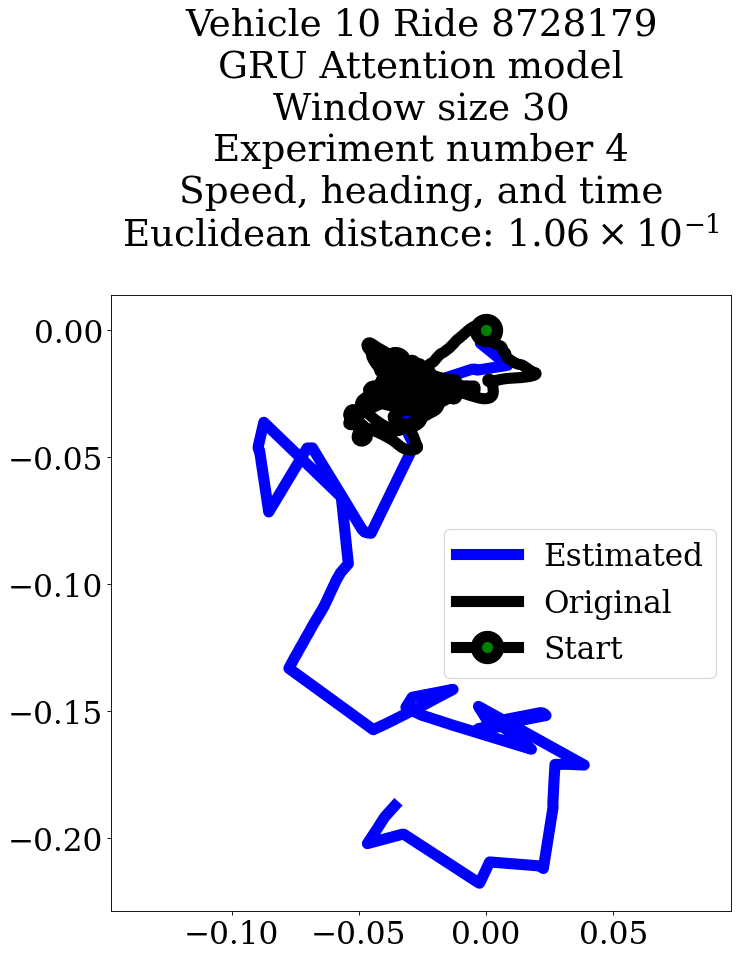 Vehicle 10 Ride 8728179
GRU Attention model
Window size 30
Experiment number 4
Speed, heading, and time
Euclidean distance: 1.06 × 10⁻¹
0.00
−0.05
−0.10
−0.15
−0.20
Estimated
Original
Start
−0.10 −0.05 0.00 0.05